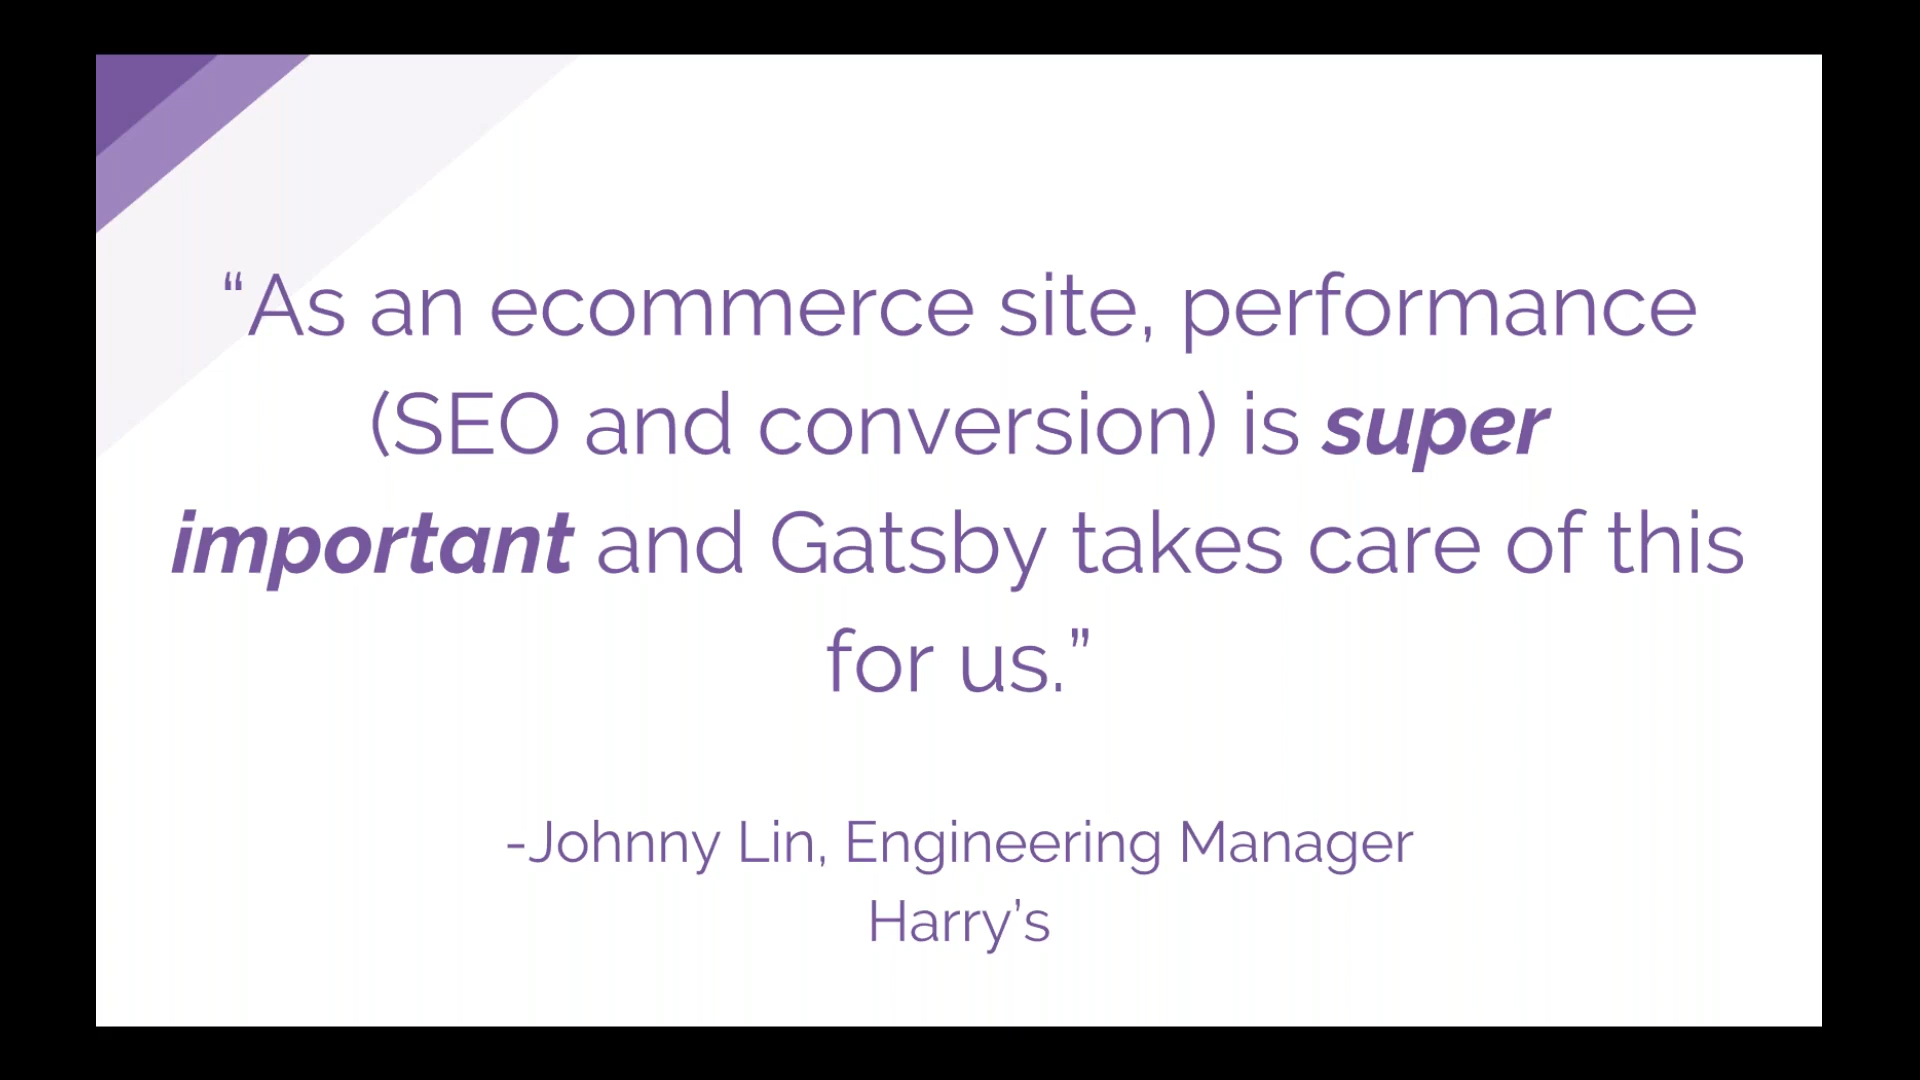 “As an ecommerce site, performance
(SEO and conversion) is super
important and Gatsby takes care of this
for us.”
-Johnny Lin, Engineering Manager
Harry’s